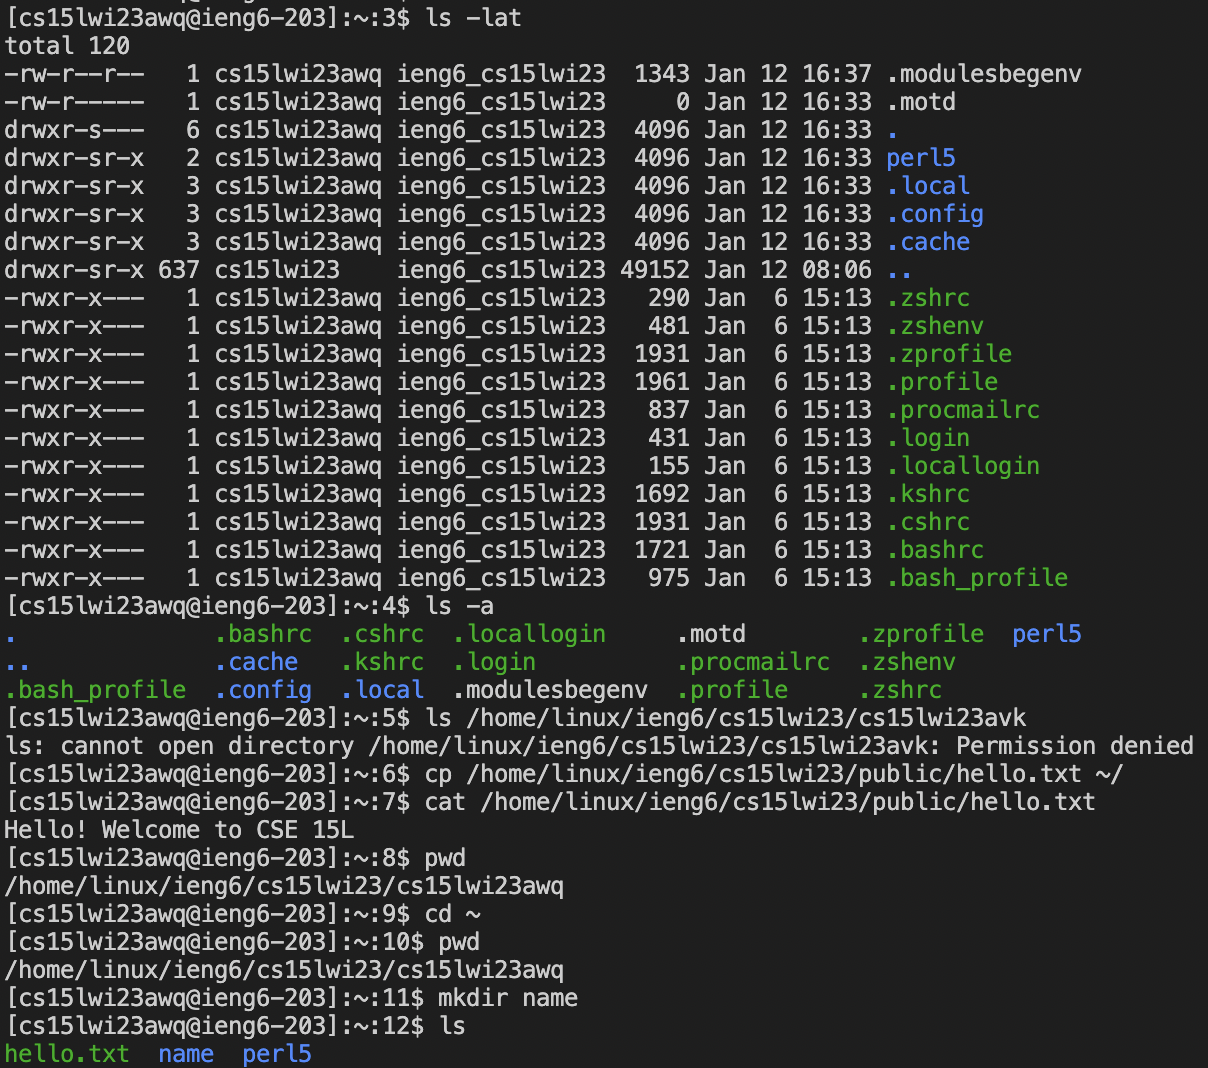 [cs15lwi23awq@ieng6-203]:~:3$ ls -lat
total 120
-rw-r--r--   1 cs15lwi23awq ieng6_cs15lwi23  1343 Jan 12 16:37 .modulesbegenv
-rw-r-----   1 cs15lwi23awq ieng6_cs15lwi23     0 Jan 12 16:33 .motd
drwxr-s---   6 cs15lwi23awq ieng6_cs15lwi23  4096 Jan 12 16:33 .
drwxr-sr-x   2 cs15lwi23awq ieng6_cs15lwi23  4096 Jan 12 16:33 perl5
drwxr-sr-x   3 cs15lwi23awq ieng6_cs15lwi23  4096 Jan 12 16:33 .local
drwxr-sr-x   3 cs15lwi23awq ieng6_cs15lwi23  4096 Jan 12 16:33 .config
drwxr-sr-x   3 cs15lwi23awq ieng6_cs15lwi23  4096 Jan 12 16:33 .cache
drwxr-sr-x 637 cs15lwi23    ieng6_cs15lwi23 49152 Jan 12 08:06 ..
-rwxr-x---   1 cs15lwi23awq ieng6_cs15lwi23   290 Jan  6 15:13 .zshrc
-rwxr-x---   1 cs15lwi23awq ieng6_cs15lwi23   481 Jan  6 15:13 .zshenv
-rwxr-x---   1 cs15lwi23awq ieng6_cs15lwi23  1931 Jan  6 15:13 .zprofile
-rwxr-x---   1 cs15lwi23awq ieng6_cs15lwi23  1961 Jan  6 15:13 .profile
-rwxr-x---   1 cs15lwi23awq ieng6_cs15lwi23   837 Jan  6 15:13 .procmailrc
-rwxr-x---   1 cs15lwi23awq ieng6_cs15lwi23   431 Jan  6 15:13 .login
-rwxr-x---   1 cs15lwi23awq ieng6_cs15lwi23   155 Jan  6 15:13 .locallogin
-rwxr-x---   1 cs15lwi23awq ieng6_cs15lwi23  1692 Jan  6 15:13 .kshrc
-rwxr-x---   1 cs15lwi23awq ieng6_cs15lwi23  1931 Jan  6 15:13 .cshrc
-rwxr-x---   1 cs15lwi23awq ieng6_cs15lwi23  1721 Jan  6 15:13 .bashrc
-rwxr-x---   1 cs15lwi23awq ieng6_cs15lwi23   975 Jan  6 15:13 .bash_profile
[cs15lwi23awq@ieng6-203]:~:4$ ls -a
.              .bashrc  .cshrc  .locallogin     .motd        .zprofile  perl5
..             .cache   .kshrc  .login          .procmailrc  .zshenv
.bash_profile  .config  .local  .modulesbegenv  .profile     .zshrc
[cs15lwi23awq@ieng6-203]:~:5$ ls /home/linux/ieng6/cs15lwi23/cs15lwi23avk
ls: cannot open directory /home/linux/ieng6/cs15lwi23/cs15lwi23avk: Permission denied
[cs15lwi23awq@ieng6-203]:~:6$ cp /home/linux/ieng6/cs15lwi23/public/hello.txt ~/
[cs15lwi23awq@ieng6-203]:~:7$ cat /home/linux/ieng6/cs15lwi23/public/hello.txt
Hello! Welcome to CSE 15L
[cs15lwi23awq@ieng6-203]:~:8$ pwd
/home/linux/ieng6/cs15lwi23/cs15lwi23awq
[cs15lwi23awq@ieng6-203]:~:9$ cd ~
[cs15lwi23awq@ieng6-203]:~:10$ pwd
/home/linux/ieng6/cs15lwi23/cs15lwi23awq
[cs15lwi23awq@ieng6-203]:~:11$ mkdir name
[cs15lwi23awq@ieng6-203]:~:12$ ls
hello.txt  name  perl5